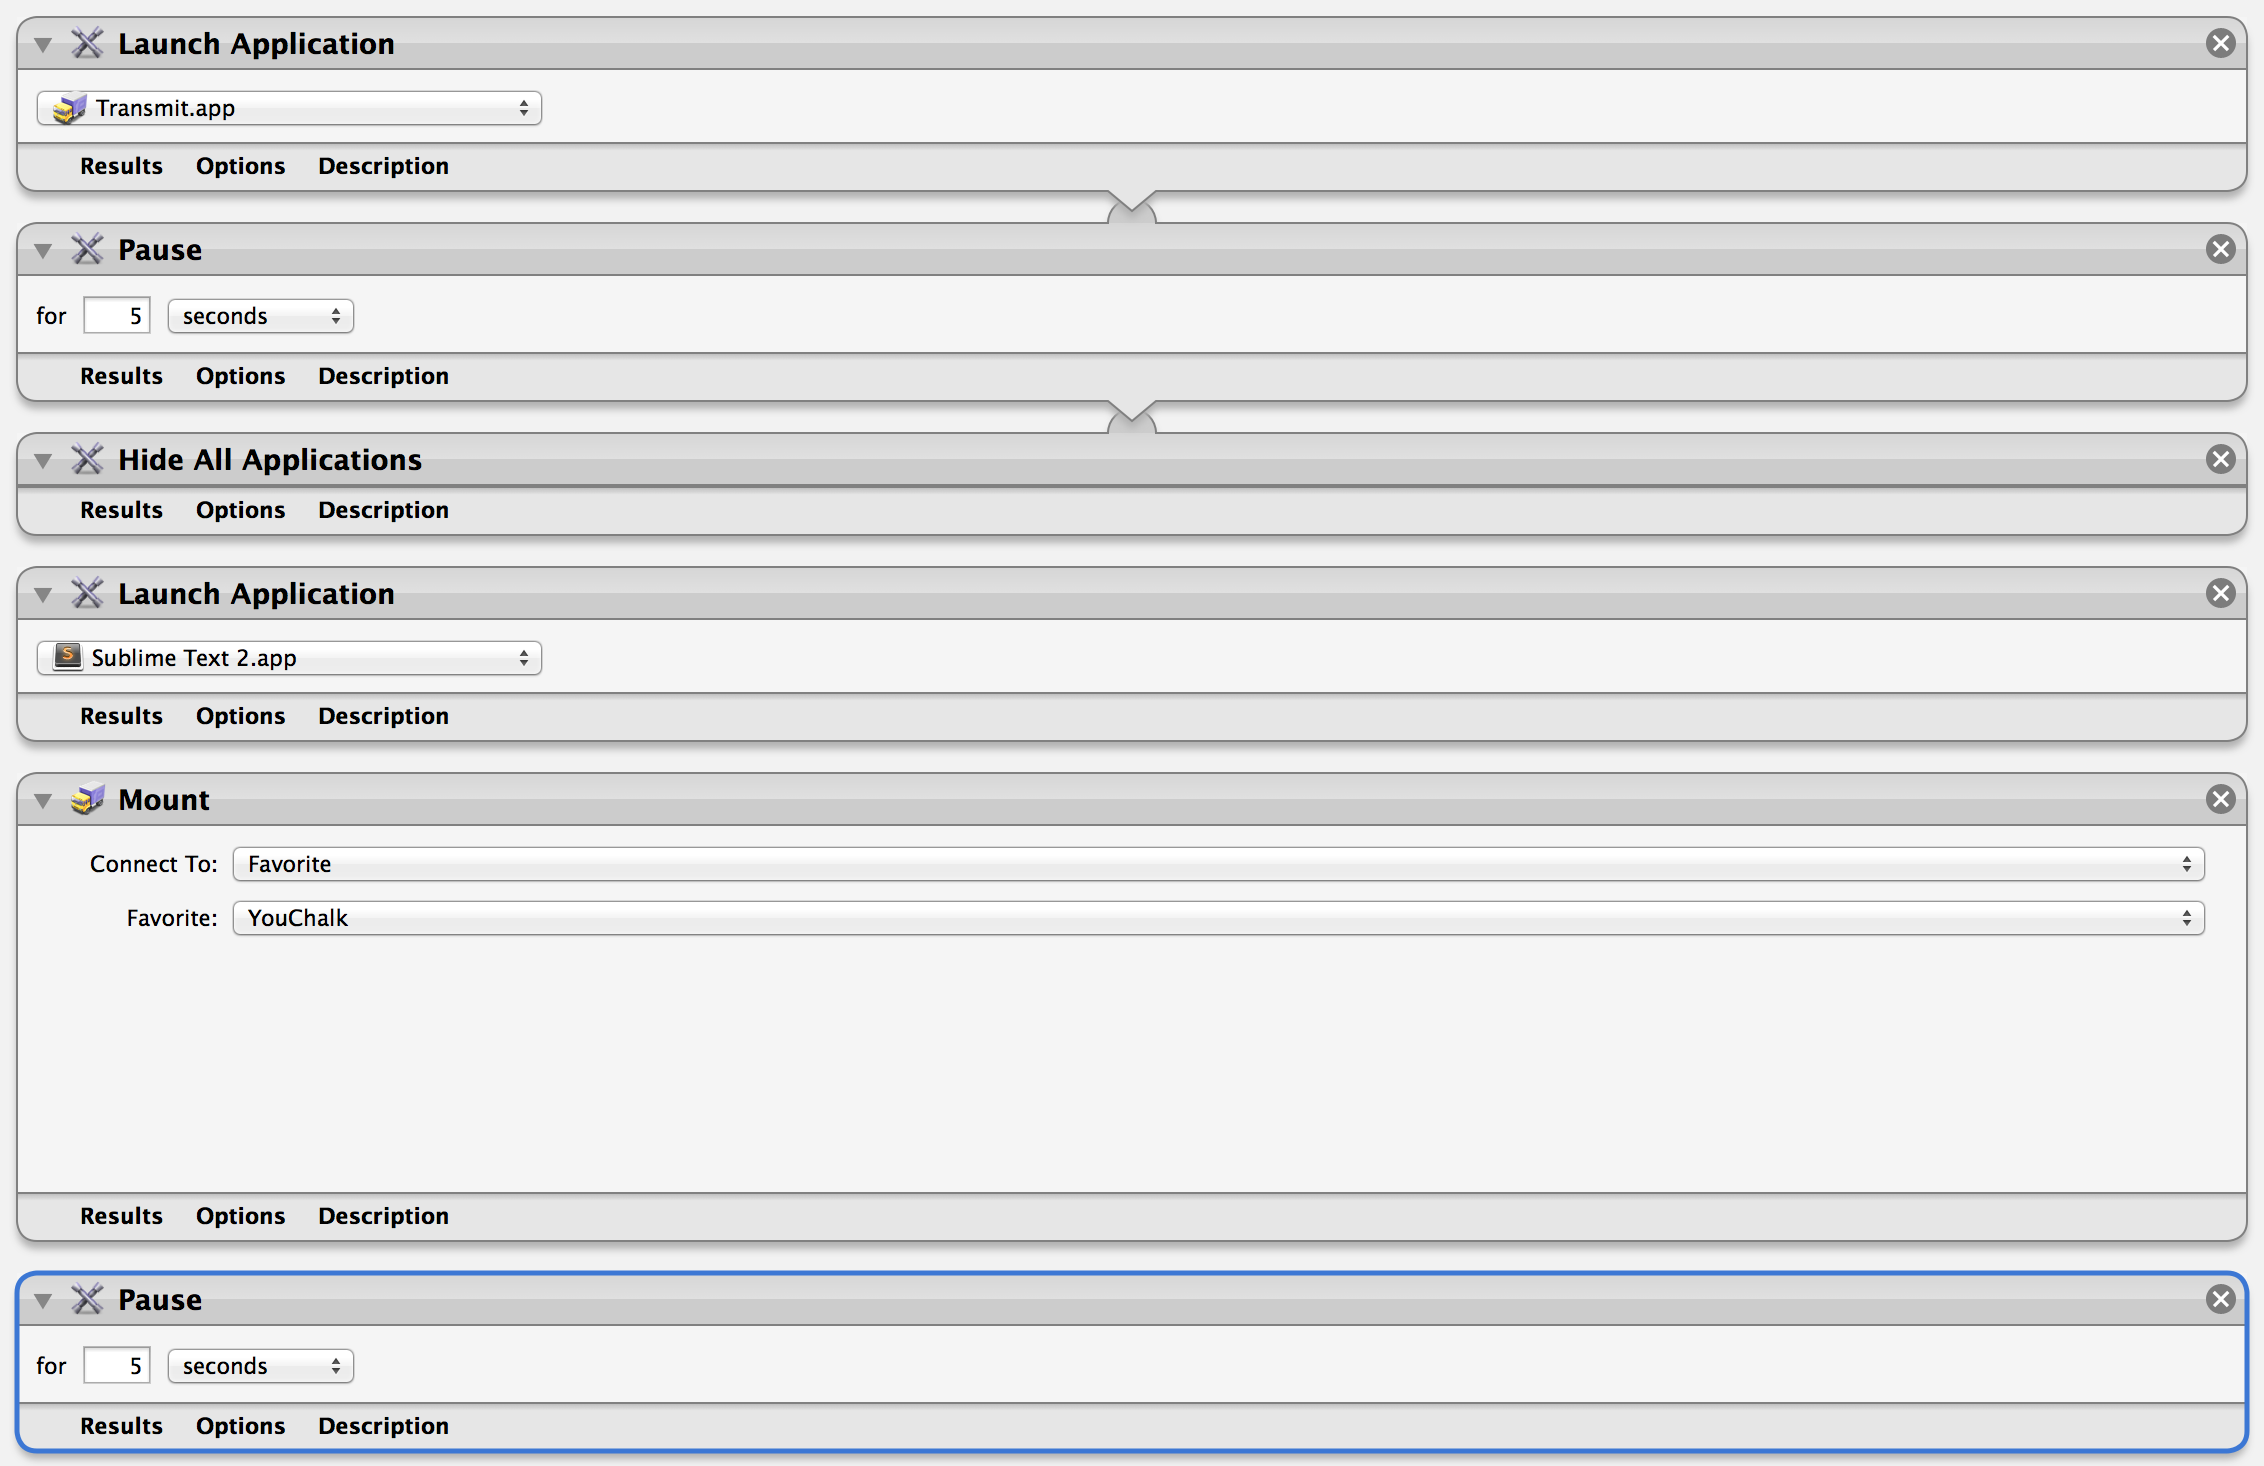 Launch Application
Transmit.app
Results Options Description
Pause
for 5 seconds
Results Options Description
Hide All Applications
Results Options Description
Launch Application
Sublime Text 2.app
Results Options Description
Mount
Connect To: Favorite
Favorite: YouChalk
Results Options Description
Pause
for 5 seconds
Results Options Description